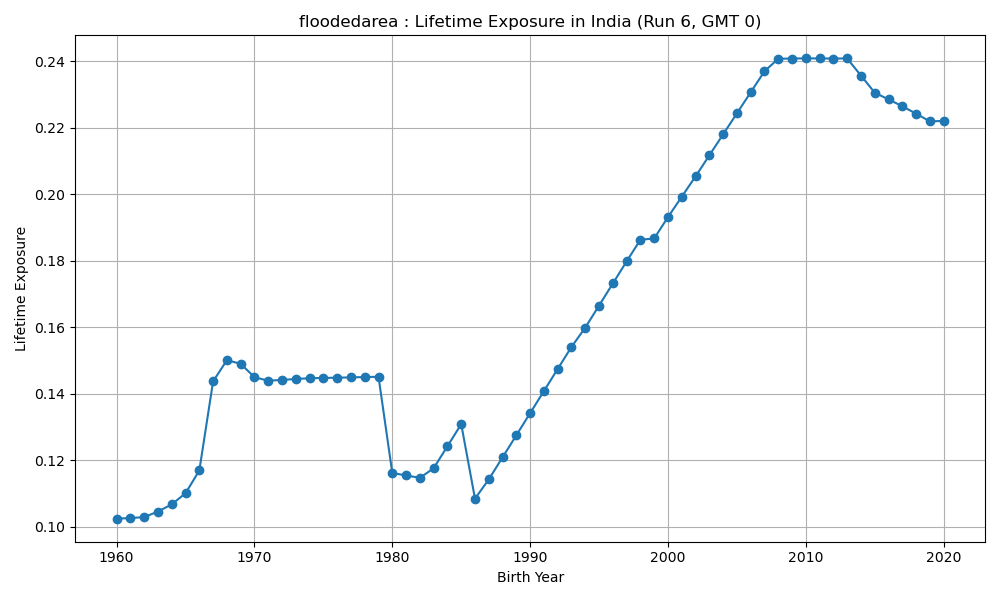 floodedarea : Lifetime Exposure in India (Run 6, GMT 0)
Lifetime Exposure
0.24
0.22
0.20
0.18
0.16
0.14
0.12
0.10
1960 1970 1980 1990 2000 2010 2020
Birth Year